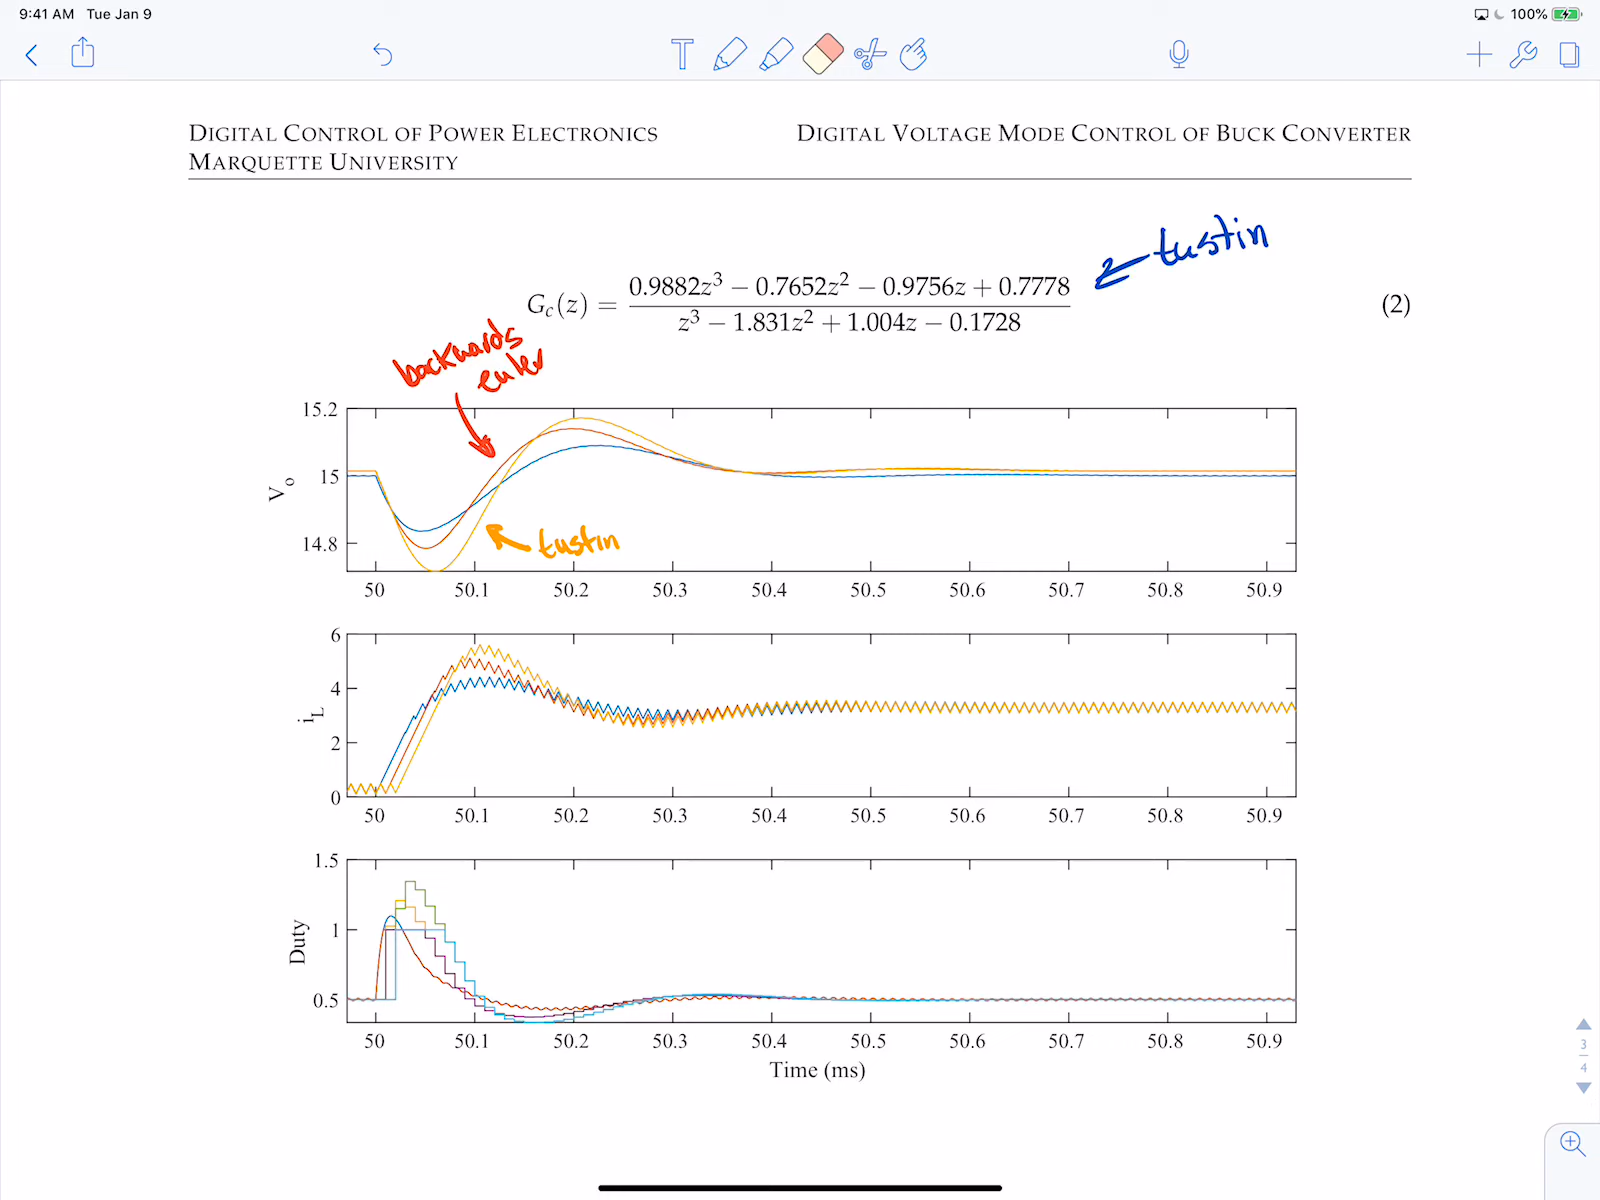 9:41 AM Tue Jan 9
100%
DIGITAL CONTROL OF POWER ELECTRONICS
DIGITAL VOLTAGE MODE CONTROL OF BUCK CONVERTER
MARQUETTE UNIVERSITY
tustin
G_c(z) = (0.9882z³ − 0.7652z² − 0.9756z + 0.7778) / (z³ − 1.831z² + 1.004z − 0.1728)
(2)
backwards
euler
15.2
15
14.8
V_o
tustin
50 50.1 50.2 50.3 50.4 50.5 50.6 50.7 50.8 50.9
6
4
2
0
i_L
50 50.1 50.2 50.3 50.4 50.5 50.6 50.7 50.8 50.9
1.5
1
0.5
Duty
50 50.1 50.2 50.3 50.4 50.5 50.6 50.7 50.8 50.9
Time (ms)
3
4